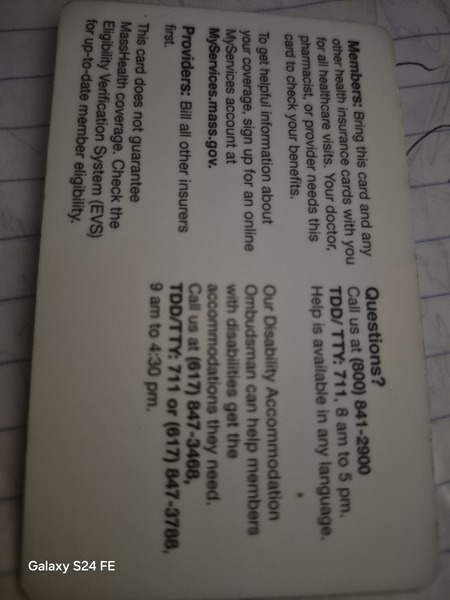 Members: Bring this card and any
other health insurance cards with you
for all healthcare visits. Your doctor,
pharmacist, or provider needs this
card to check your benefits.
To get helpful information about
your coverage, sign up for an online
MyServices account at
MyServices.mass.gov.
Providers: Bill all other insurers
first.
This card does not guarantee
MassHealth coverage. Check the
Eligibility Verification System (EVS)
for up-to-date member eligibility.
Questions?
Call us at (800) 841-2900
TDD/ TTY: 711, 8 am to 5 pm.
Help is available in any language.
Our Disability Accommodation
Ombudsman can help members
with disabilities get the
accommodations they need.
Call us at (617) 847-3468,
TDD/TTY: 711 or (617) 847-3788,
9 am to 4:30 pm.
Galaxy S24 FE